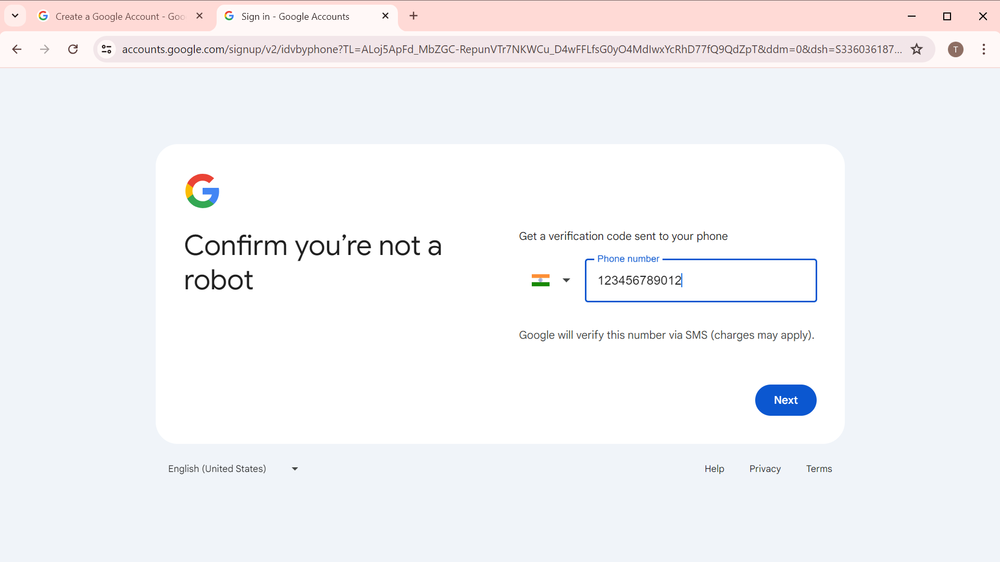 Create a Google Account - Goo
Sign in - Google Accounts
accounts.google.com/signup/v2/idvbyphone?TL=ALoj5ApFd_MbZGC-RepunVTr7NKWCu_D4wFFLfsG0yO4MdIwxYcRhD77fQ9QdZpT&ddm=0&dsh=S336036187...
T
Confirm you’re not a
robot
Get a verification code sent to your phone
Phone number
123456789012
Google will verify this number via SMS (charges may apply).
Next
English (United States)
Help Privacy Terms